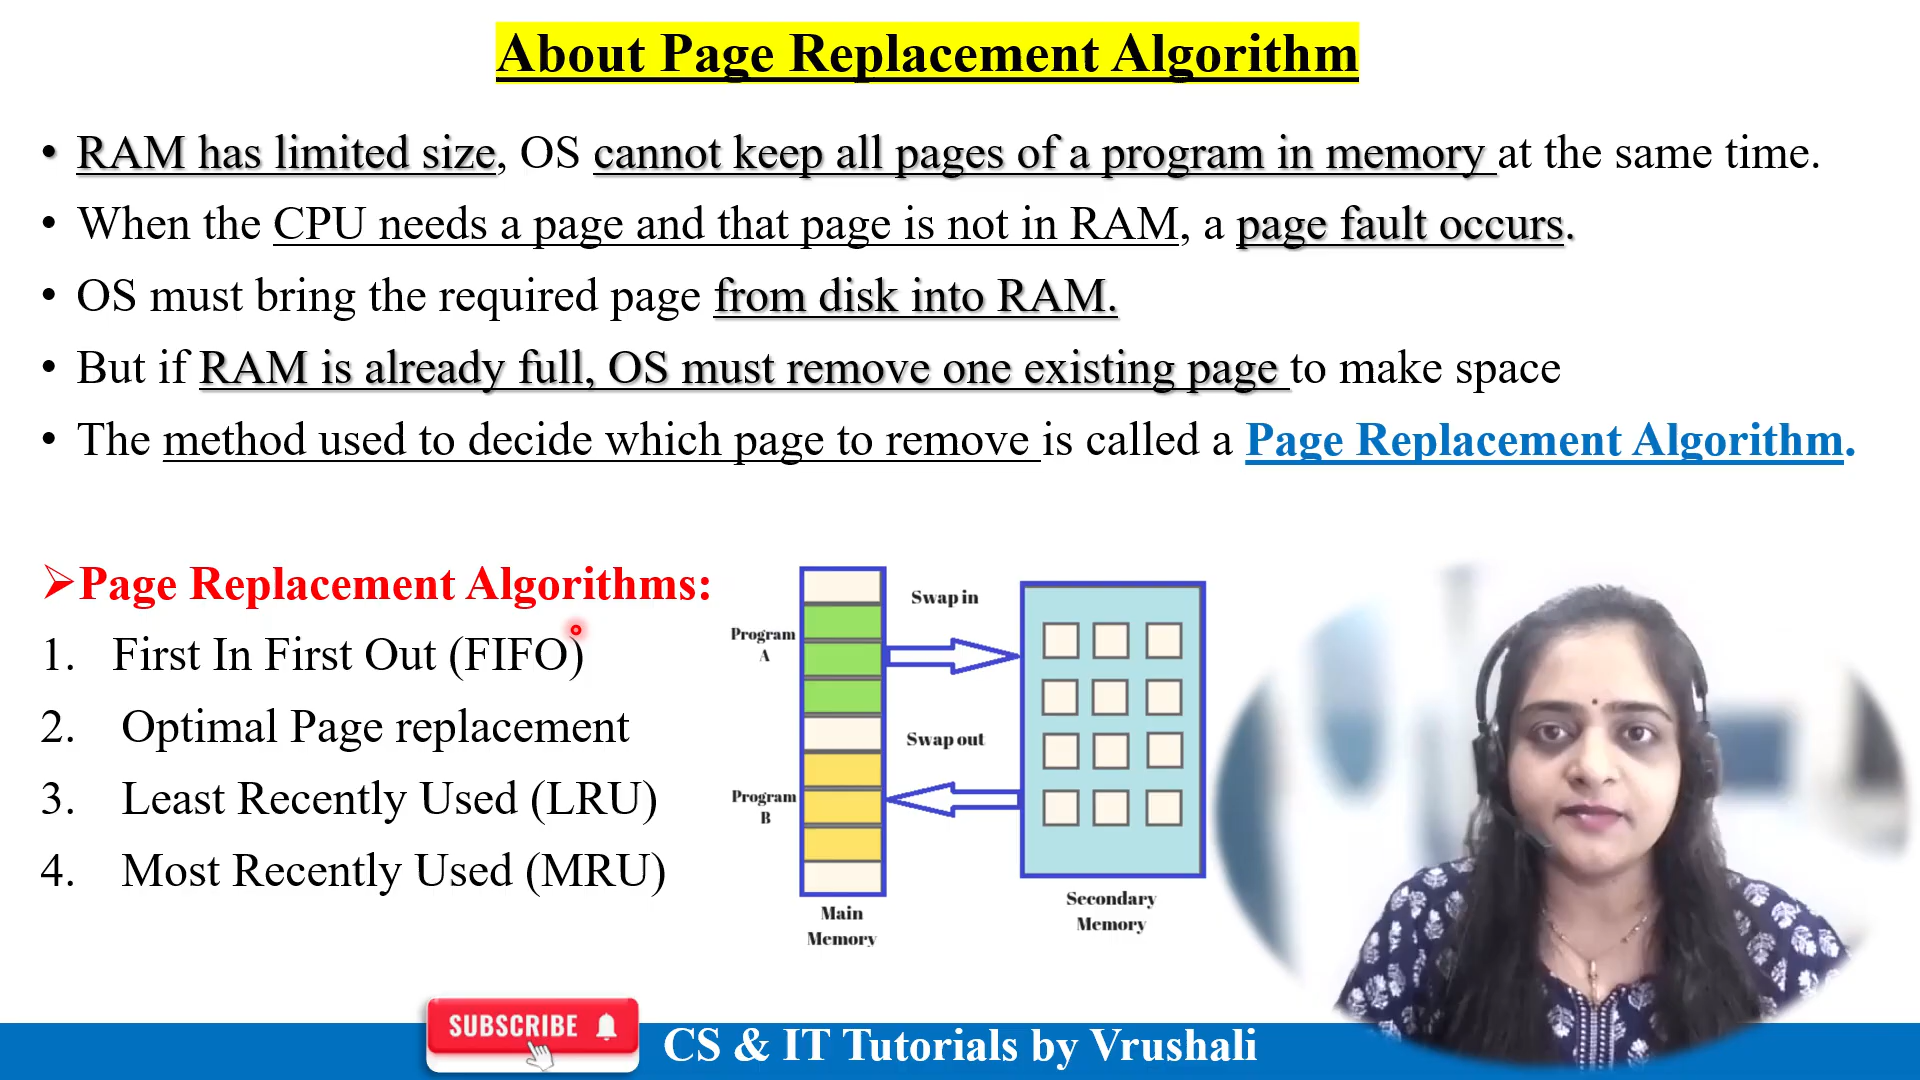 About Page Replacement Algorithm
• RAM has limited size, OS cannot keep all pages of a program in memory at the same time.
• When the CPU needs a page and that page is not in RAM, a page fault occurs.
• OS must bring the required page from disk into RAM.
• But if RAM is already full, OS must remove one existing page to make space
• The method used to decide which page to remove is called a Page Replacement Algorithm.
➢Page Replacement Algorithms:
1. First In First Out (FIFO)
2. Optimal Page replacement
3. Least Recently Used (LRU)
4. Most Recently Used (MRU)
Program
A
Program
B
Swap in
Swap out
Main
Memory
Secondary
Memory
SUBSCRIBE
CS & IT Tutorials by Vrushali